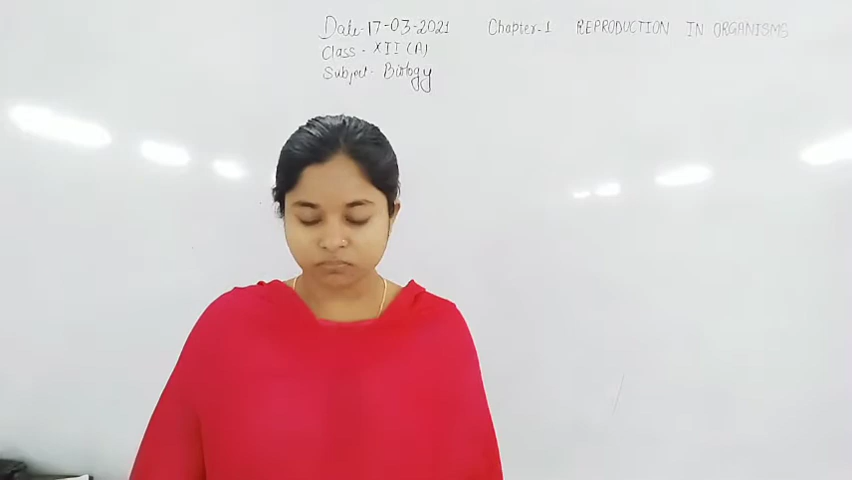 Date-17-03-2021 Chapter-1 REPRODUCTION IN ORGANISMS
Class - XII (A)
Subject- Biology